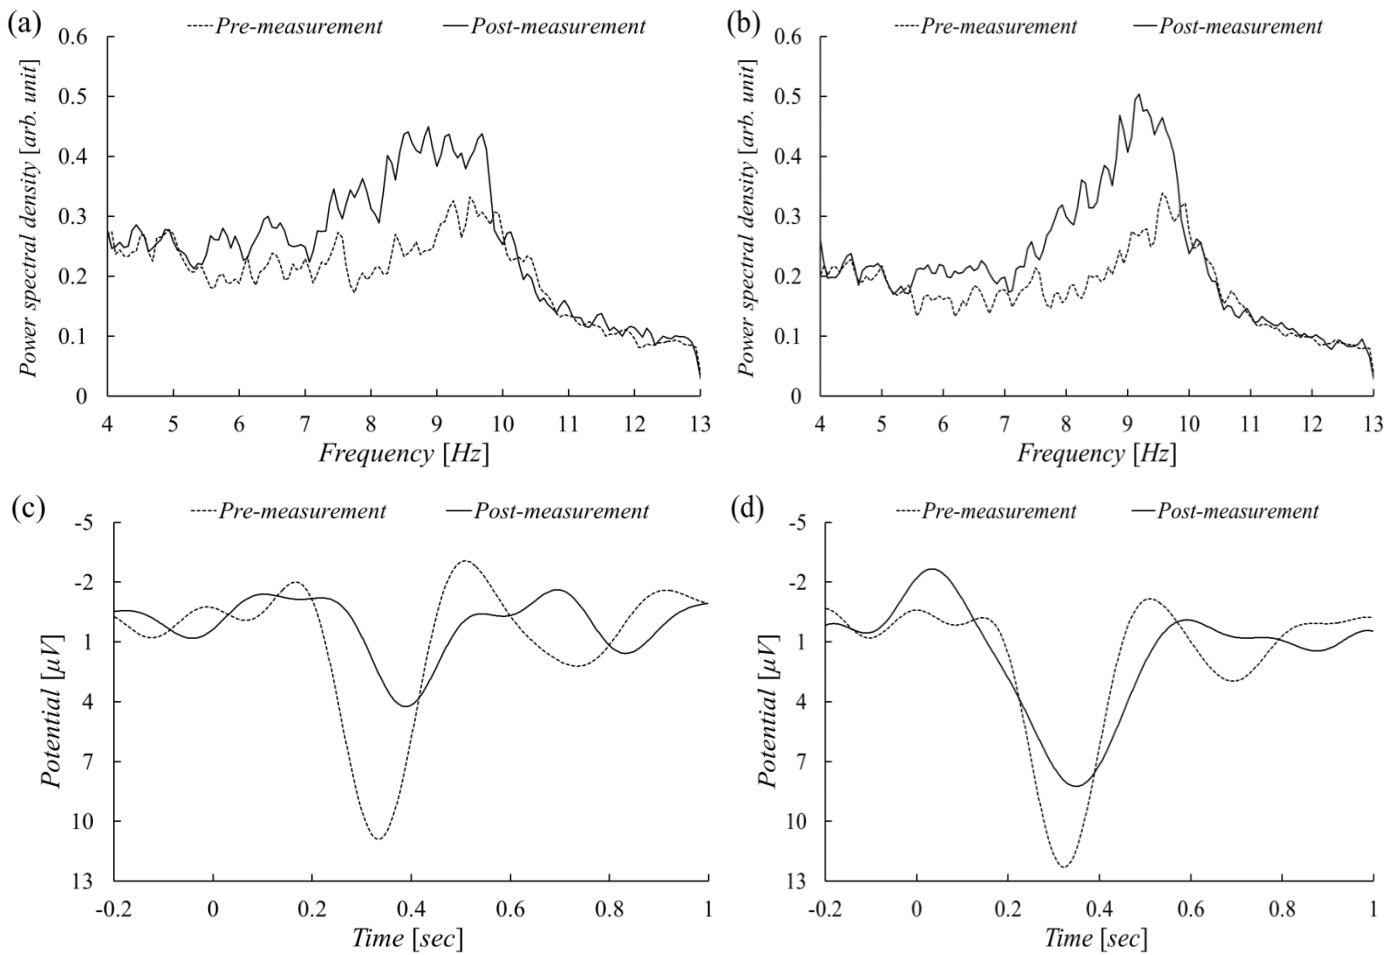 (a)
Pre-measurement
Post-measurement
0.6
0.5
0.4
0.3
0.2
0.1
0
Power spectral density [arb. unit]
4 5 6 7 8 9 10 11 12 13
Frequency [Hz]
(b)
Pre-measurement
Post-measurement
0.6
0.5
0.4
0.3
0.2
0.1
0
Power spectral density [arb. unit]
4 5 6 7 8 9 10 11 12 13
Frequency [Hz]
(c)
Pre-measurement
Post-measurement
-5
-2
1
4
7
10
13
Potential [μV]
-0.2 0 0.2 0.4 0.6 0.8 1
Time [sec]
(d)
Pre-measurement
Post-measurement
-5
-2
1
4
7
10
13
Potential [μV]
-0.2 0 0.2 0.4 0.6 0.8 1
Time [sec]